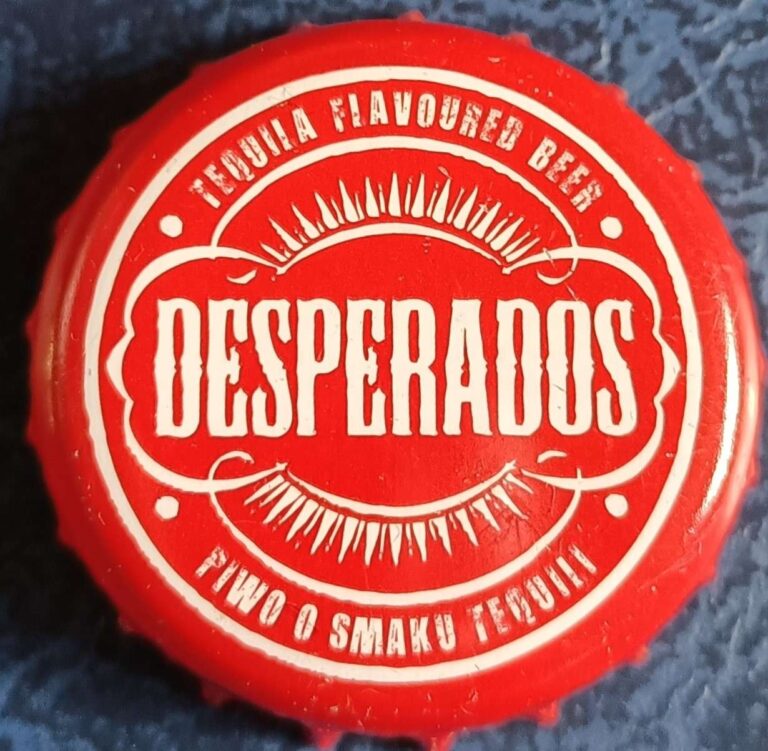 TEQUILA FLAVOURED BEER
DESPERADOS
PIWO O SMAKU TEQUILI